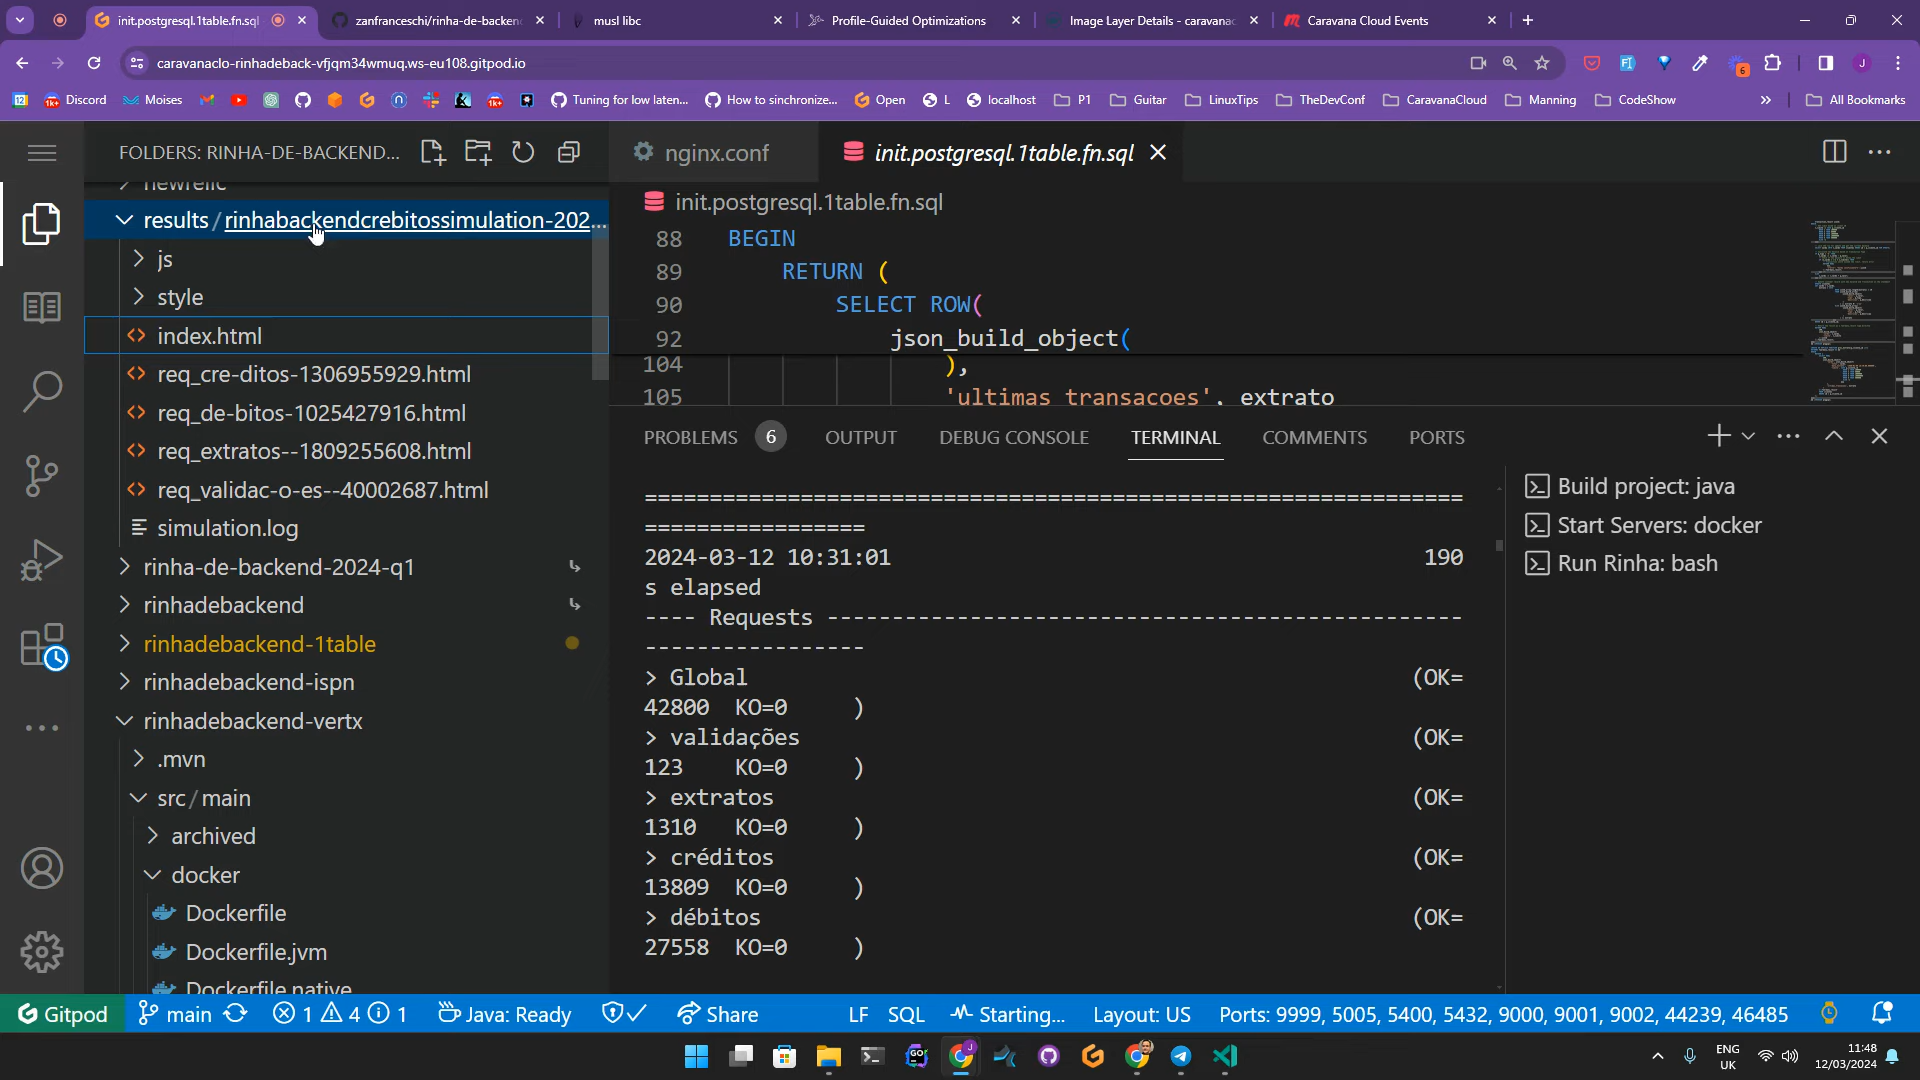 init.postgresql.1table.fn.sql
zanfranceschi/rinha-de-backen
musl libc
Profile-Guided Optimizations
Image Layer Details - caravanac
Caravana Cloud Events
caravanaclo-rinhadeback-vfjqm34wmuq.ws-eu108.gitpod.io
6
12
Discord
Moises
Tuning for low laten...
How to sinchronize...
Open
L
localhost
P1
Guitar
LinuxTips
TheDevConf
CaravanaCloud
Manning
CodeShow
»
All Bookmarks
FOLDERS: RINHA-DE-BACKEND...
newrelic
results / rinhabackendcrebitossimulation-202...
js
style
index.html
req_cre-ditos-1306955929.html
req_de-bitos-1025427916.html
req_extratos--1809255608.html
req_validac-o-es--40002687.html
simulation.log
rinha-de-backend-2024-q1
rinhadebackend
rinhadebackend-1table
rinhadebackend-ispn
rinhadebackend-vertx
.mvn
src / main
archived
docker
Dockerfile
Dockerfile.jvm
Dockerfile.native
nginx.conf
init.postgresql.1table.fn.sql
init.postgresql.1table.fn.sql
88 BEGIN
89 RETURN (
90 SELECT ROW(
92 json_build_object(
104 ),
105 'ultimas_transacoes', extrato
PROBLEMS 6 OUTPUT DEBUG CONSOLE TERMINAL COMMENTS PORTS
================================================================
=================
2024-03-12 10:31:01 190
s elapsed
---- Requests -------------------------------------------------
-----------------
> Global (OK=
42800 KO=0 )
> validações (OK=
123 KO=0 )
> extratos (OK=
1310 KO=0 )
> créditos (OK=
13809 KO=0 )
> débitos (OK=
27558 KO=0 )
Build project: java
Start Servers: docker
Run Rinha: bash
Gitpod main 1 4 1 Java: Ready Share LF SQL Starting... Layout: US Ports: 9999, 5005, 5400, 5432, 9000, 9001, 9002, 44239, 46485
ENG
UK
11:48
12/03/2024